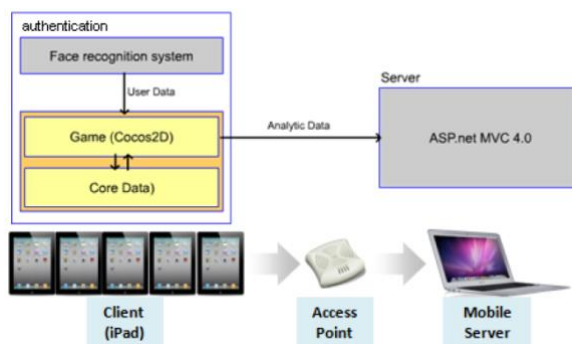 authentication
Face recognition system
User Data
Server
Game (Cocos2D)
Analytic Data
ASP.net MVC 4.0
Core Data)
Client
(iPad)
Access
Point
Mobile
Server